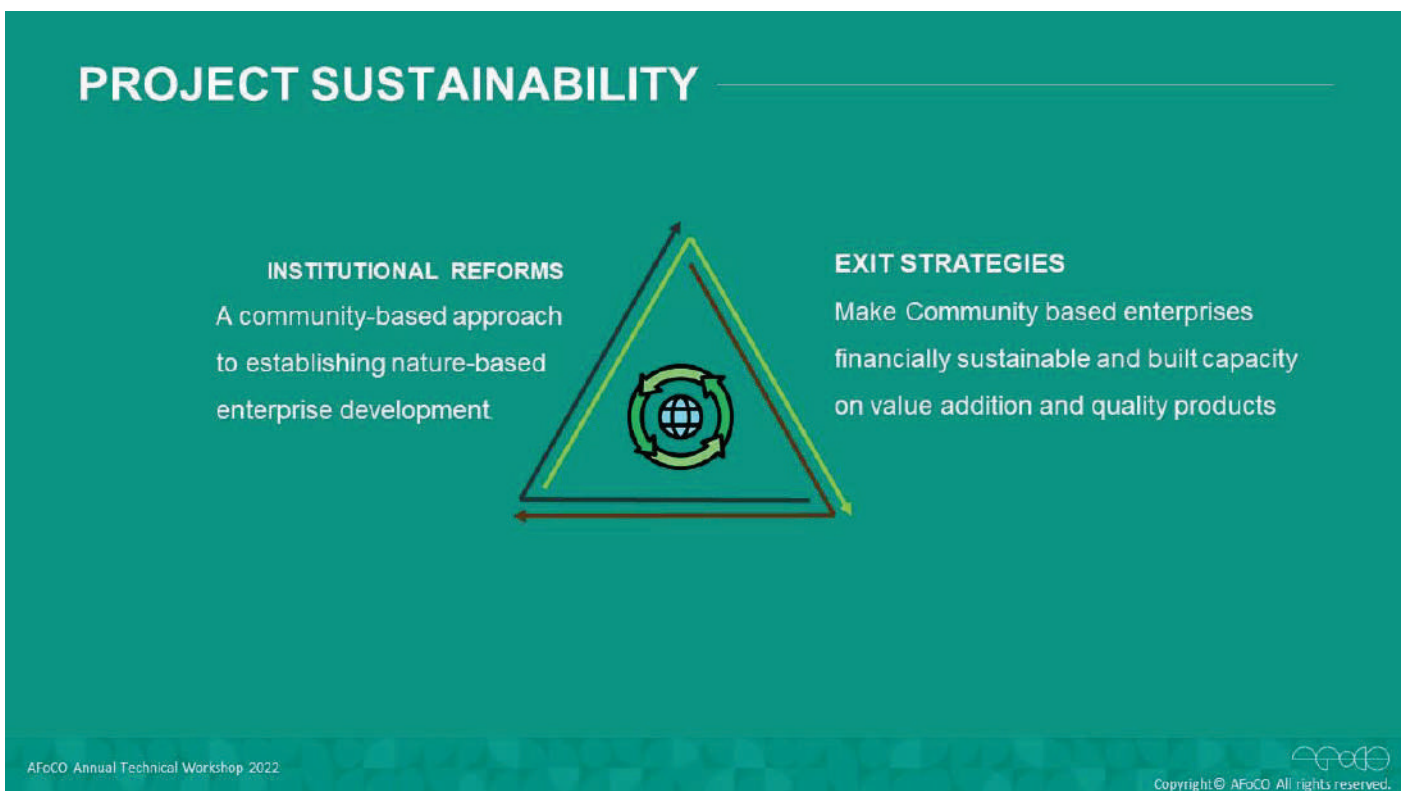 PROJECT SUSTAINABILITY
INSTITUTIONAL REFORMS
A community-based approach
to establishing nature-based
enterprise development
EXIT STRATEGIES
Make Community based enterprises
financially sustainable and built capacity
on value addition and quality products
AFoCO Annual Technical Workshop 2022
AFoCO
Copyright© AFoCO All rights reserved.